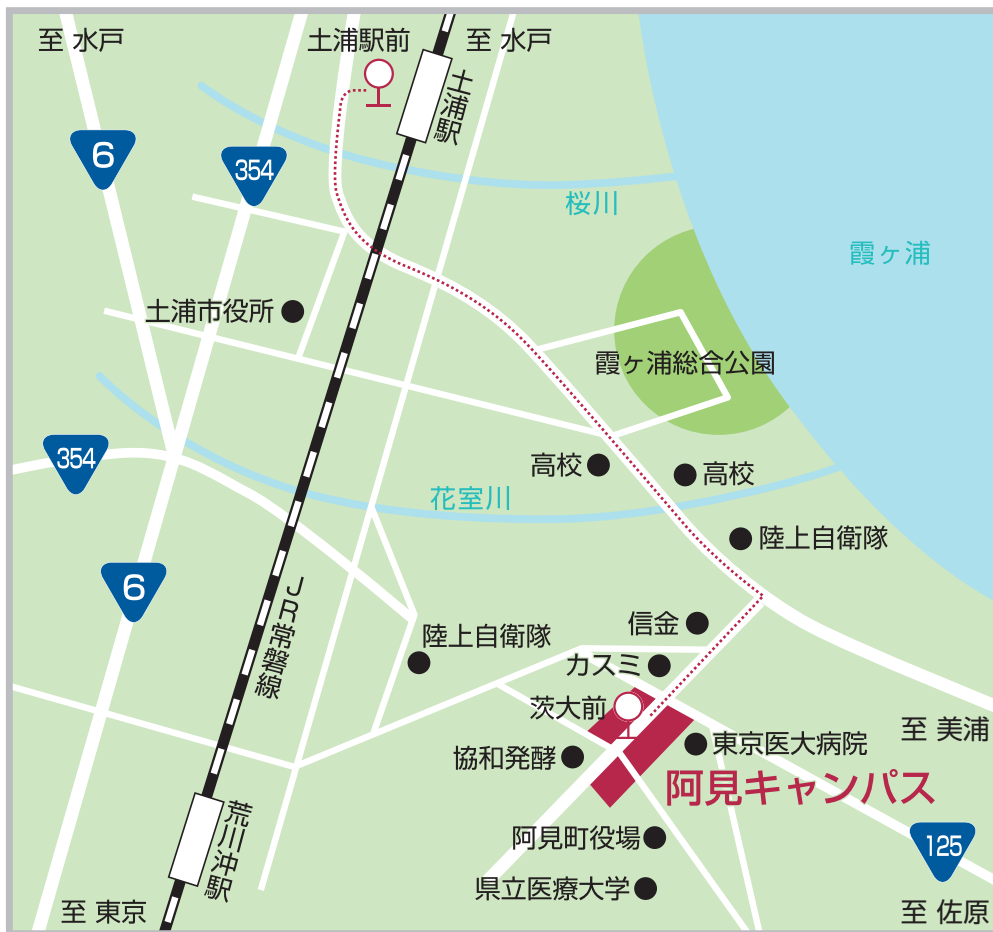 至 水戸
土浦駅前
至 水戸
土浦駅
6
354
桜川
霞ヶ浦
土浦市役所
霞ヶ浦総合公園
354
高校
高校
花室川
陸上自衛隊
6
JR常磐線
信金
陸上自衛隊
カスミ
茨大前
至 美浦
東京医大病院
協和発酵
阿見キャンパス
荒川沖駅
阿見町役場
125
県立医療大学
至 東京
至 佐原